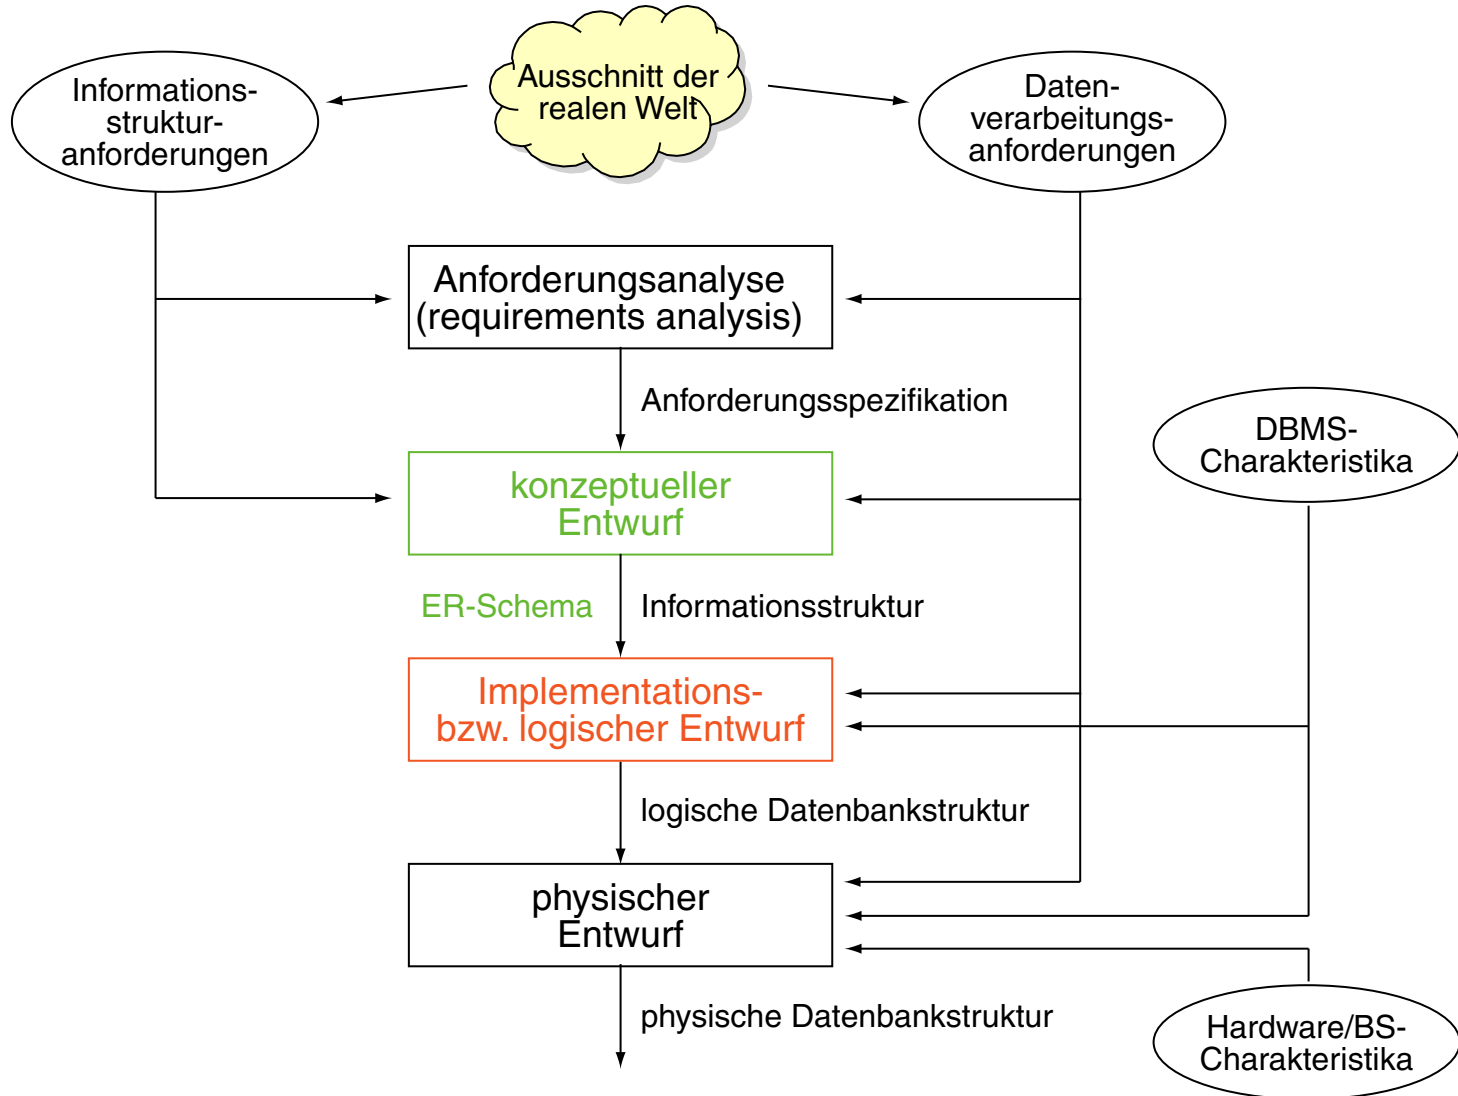 Informations-
struktur-
anforderungen
Ausschnitt der
realen Welt
Daten-
verarbeitungs-
anforderungen
Anforderungsanalyse
(requirements analysis)
Anforderungsspezifikation
DBMS-
Charakteristika
konzeptueller
Entwurf
ER-Schema
Informationsstruktur
Implementations-
bzw. logischer Entwurf
logische Datenbankstruktur
physischer
Entwurf
physische Datenbankstruktur
Hardware/BS-
Charakteristika